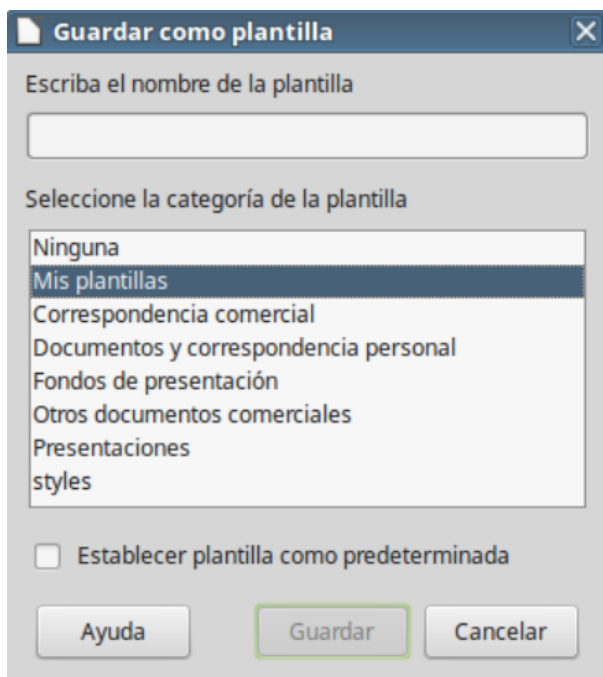 Guardar como plantilla
Escriba el nombre de la plantilla
Seleccione la categoría de la plantilla
Ninguna
Mis plantillas
Correspondencia comercial
Documentos y correspondencia personal
Fondos de presentación
Otros documentos comerciales
Presentaciones
styles
Establecer plantilla como predeterminada
Ayuda Guardar Cancelar